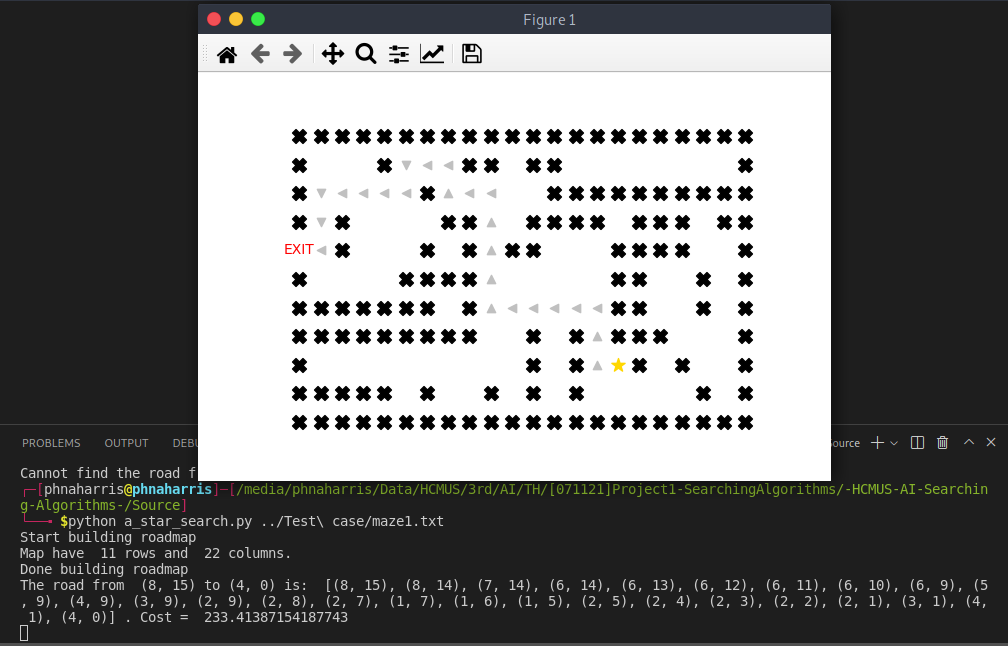 Figure 1
EXIT
PROBLEMS OUTPUT DEBU ource
Cannot find the road f
┌─[phnaharris@phnaharris]─[/media/phnaharris/Data/HCMUS/3rd/AI/TH/[071121]Project1-SearchingAlgorithms/-HCMUS-AI-Searchin
g-Algorithms-/Source]
└──╼ $python a_star_search.py ../Test\ case/maze1.txt
Start building roadmap
Map have  11 rows and  22 columns.
Done building roadmap
The road from  (8, 15) to (4, 0) is:  [(8, 15), (8, 14), (7, 14), (6, 14), (6, 13), (6, 12), (6, 11), (6, 10), (6, 9), (5
, 9), (4, 9), (3, 9), (2, 9), (2, 8), (2, 7), (1, 7), (1, 6), (1, 5), (2, 5), (2, 4), (2, 3), (2, 2), (2, 1), (3, 1), (4,
 1), (4, 0)] . Cost =  233.41387154187743